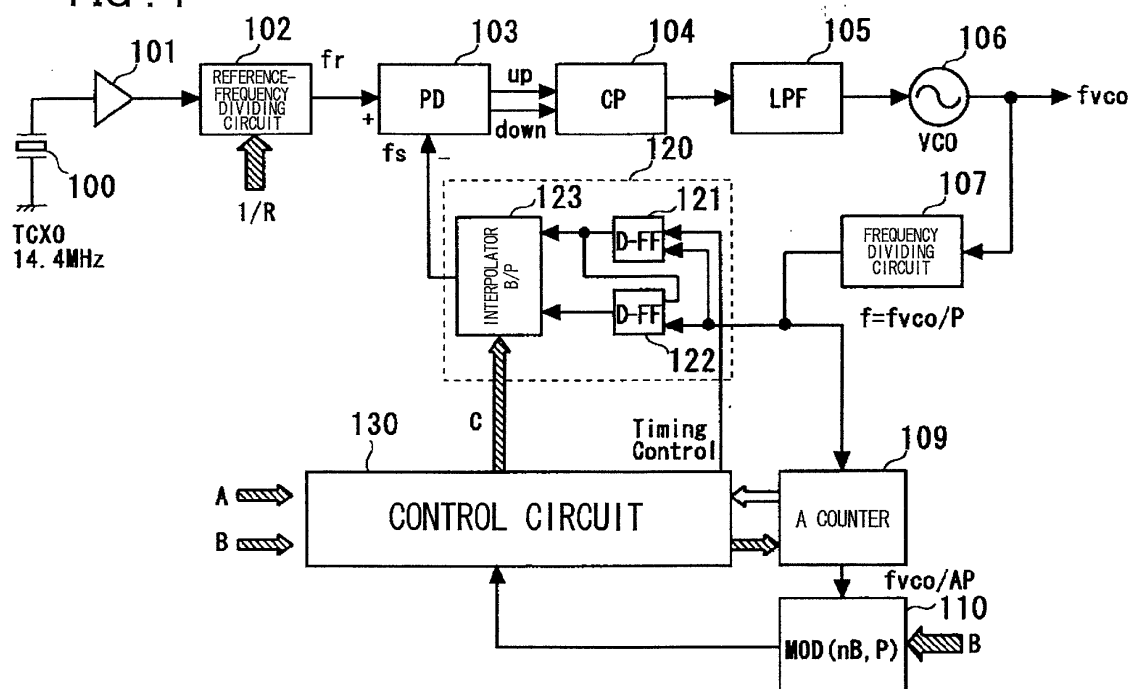 101
102
103
104
105
106
REFERENCE-
FREQUENCY
DIVIDING
CIRCUIT
fr
+
PD
up
down
CP
LPF
VCO
fvco
100
TCXO
14.4MHz
1/R
fs
-
120
123
INTERPOLATOR
B/P
121
D-FF
D-FF
122
107
FREQUENCY
DIVIDING
CIRCUIT
f=fvco/P
C
Timing
Control
130
109
A
B
CONTROL CIRCUIT
A COUNTER
fvco/AP
110
MOD(nB,P)
B